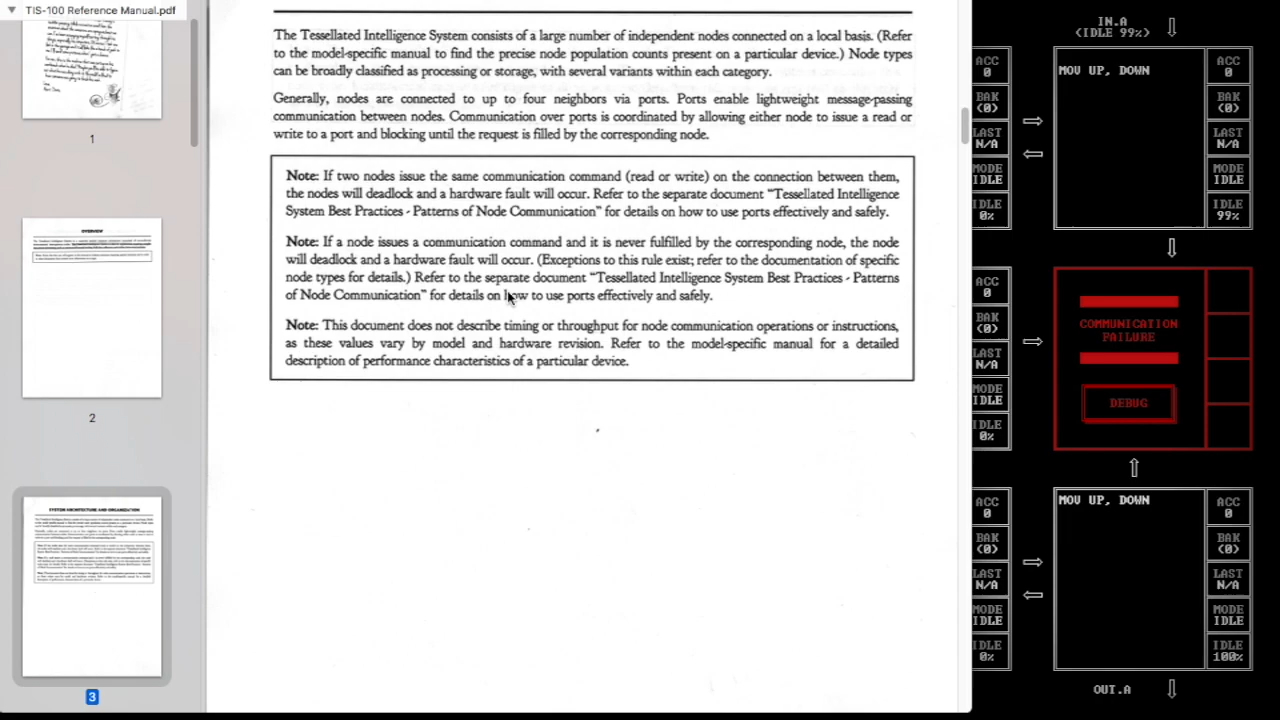 TIS-100 Reference Manual.pdf
1
OVERVIEW
2
SYSTEM ARCHITECTURE AND ORGANIZATION
3
The Tessellated Intelligence System consists of a large number of independent nodes connected on a local basis. (Refer
to the model-specific manual to find the precise node population counts present on a particular device.) Node types
can be broadly classified as processing or storage, with several variants within each category.
Generally, nodes are connected to up to four neighbors via ports. Ports enable lightweight message-passing
communication between nodes. Communication over ports is coordinated by allowing either node to issue a read or
write to a port and blocking until the request is filled by the corresponding node.
Note: If two nodes issue the same communication command (read or write) on the connection between them,
the nodes will deadlock and a hardware fault will occur. Refer to the separate document “Tessellated Intelligence
System Best Practices - Patterns of Node Communication” for details on how to use ports effectively and safely.
Note: If a node issues a communication command and it is never fulfilled by the corresponding node, the node
will deadlock and a hardware fault will occur. (Exceptions to this rule exist; refer to the documentation of specific
node types for details.) Refer to the separate document “Tessellated Intelligence System Best Practices - Patterns
of Node Communication” for details on how to use ports effectively and safely.
Note: This document does not describe timing or throughput for node communication operations or instructions,
as these values vary by model and hardware revision. Refer to the model-specific manual for a detailed
description of performance characteristics of a particular device.
IN.A
(IDLE 99%)
ACC
0
BAK
(0)
LAST
N/A
MODE
IDLE
IDLE
0%
MOV UP, DOWN
ACC
0
BAK
(0)
LAST
N/A
MODE
IDLE
IDLE
99%
ACC
0
BAK
(0)
LAST
N/A
MODE
IDLE
IDLE
0%
COMMUNICATION
FAILURE
DEBUG
ACC
0
BAK
(0)
LAST
N/A
MODE
IDLE
IDLE
0%
MOV UP, DOWN
ACC
0
BAK
(0)
LAST
N/A
MODE
IDLE
IDLE
100%
OUT.A